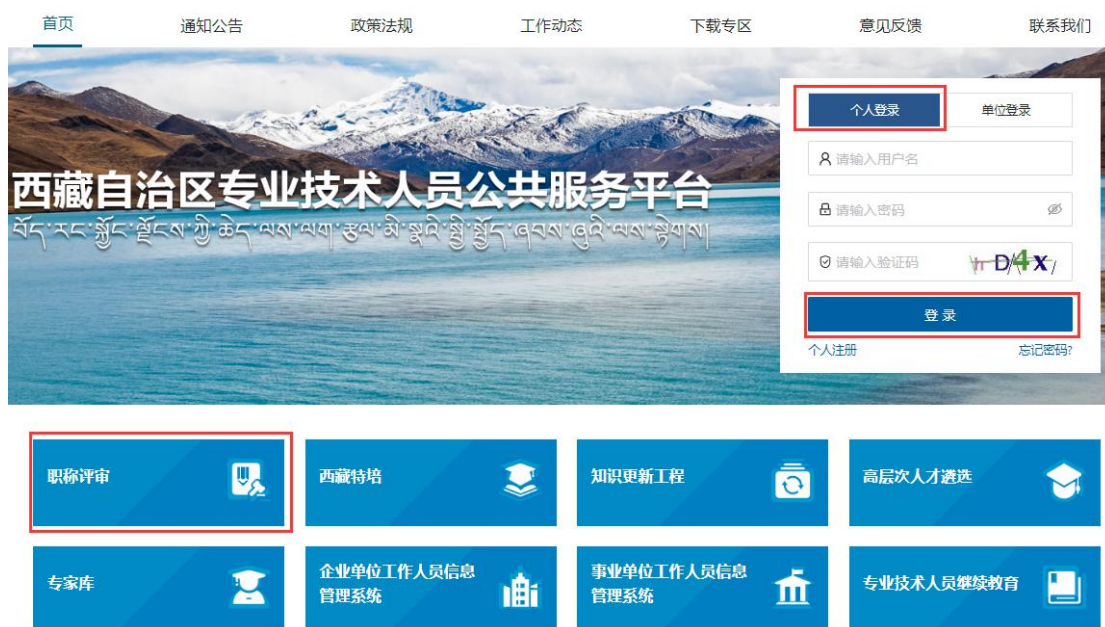 首页 通知公告 政策法规 工作动态 下载专区 意见反馈 联系我们
个人登录 单位登录
请输入用户名
西藏自治区专业技术人员公共服务平台
请输入密码
请输入验证码 D4X
登 录
个人注册 忘记密码?
职称评审 西藏特培 知识更新工程 高层次人才遴选
专家库 企业单位工作人员信息管理系统 事业单位工作人员信息管理系统 专业技术人员继续教育